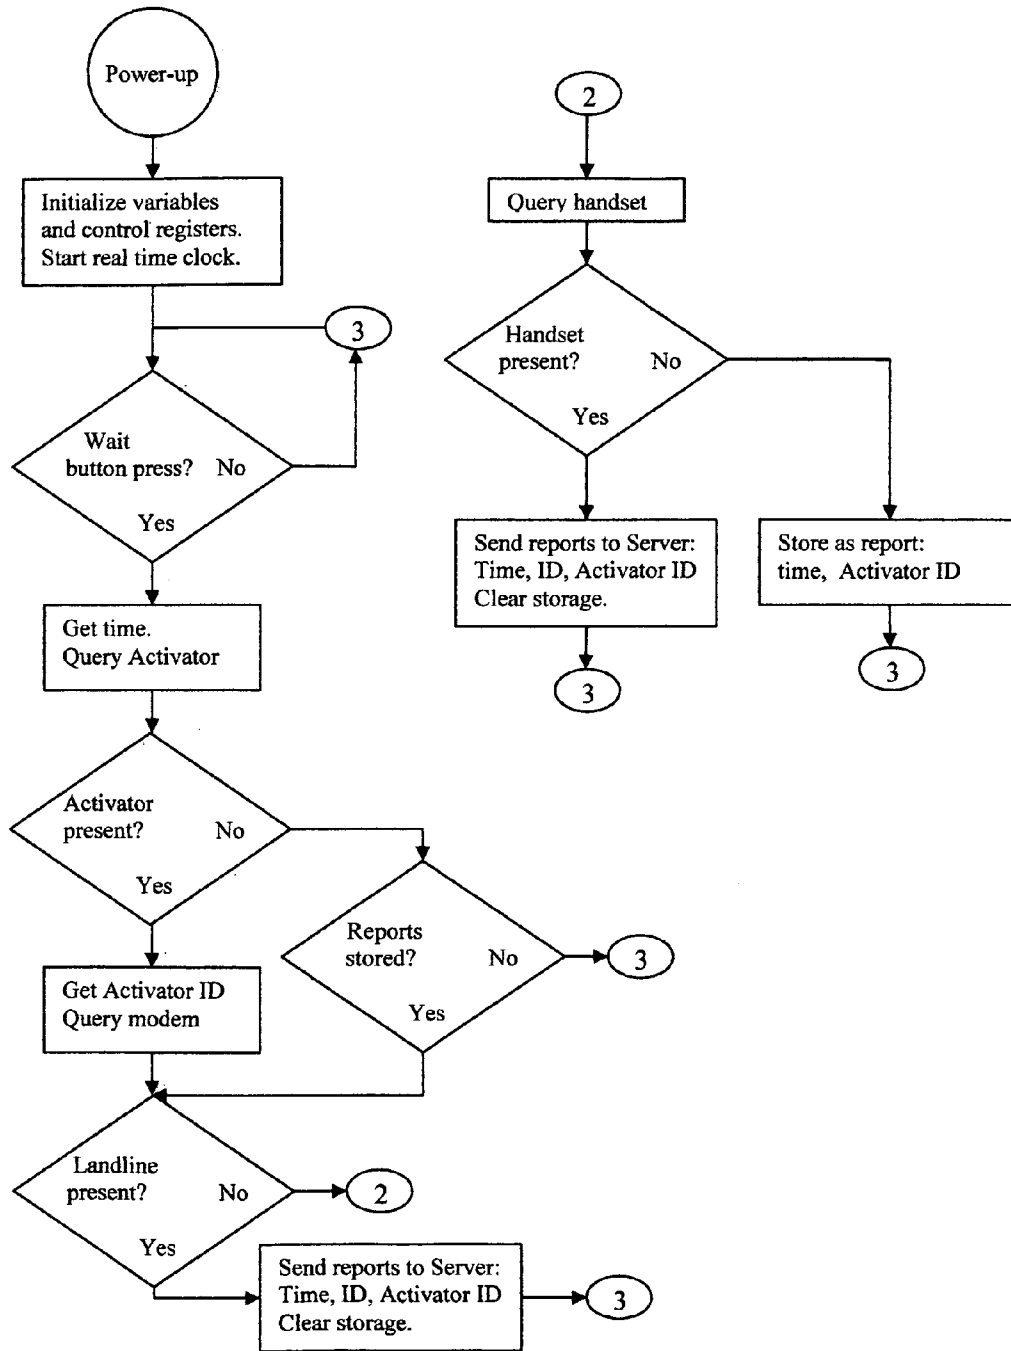 Power-up
Initialize variables
and control registers.
Start real time clock.
3
Wait
button press? No
Yes
Get time.
Query Activator
Activator
present? No
Yes
Reports
stored? No
Yes
3
Get Activator ID
Query modem
Landline
present? No
Yes
2
Send reports to Server:
Time, ID, Activator ID
Clear storage.
3
2
Query handset
Handset
present? No
Yes
Send reports to Server:
Time, ID, Activator ID
Clear storage.
3
Store as report:
time, Activator ID
3